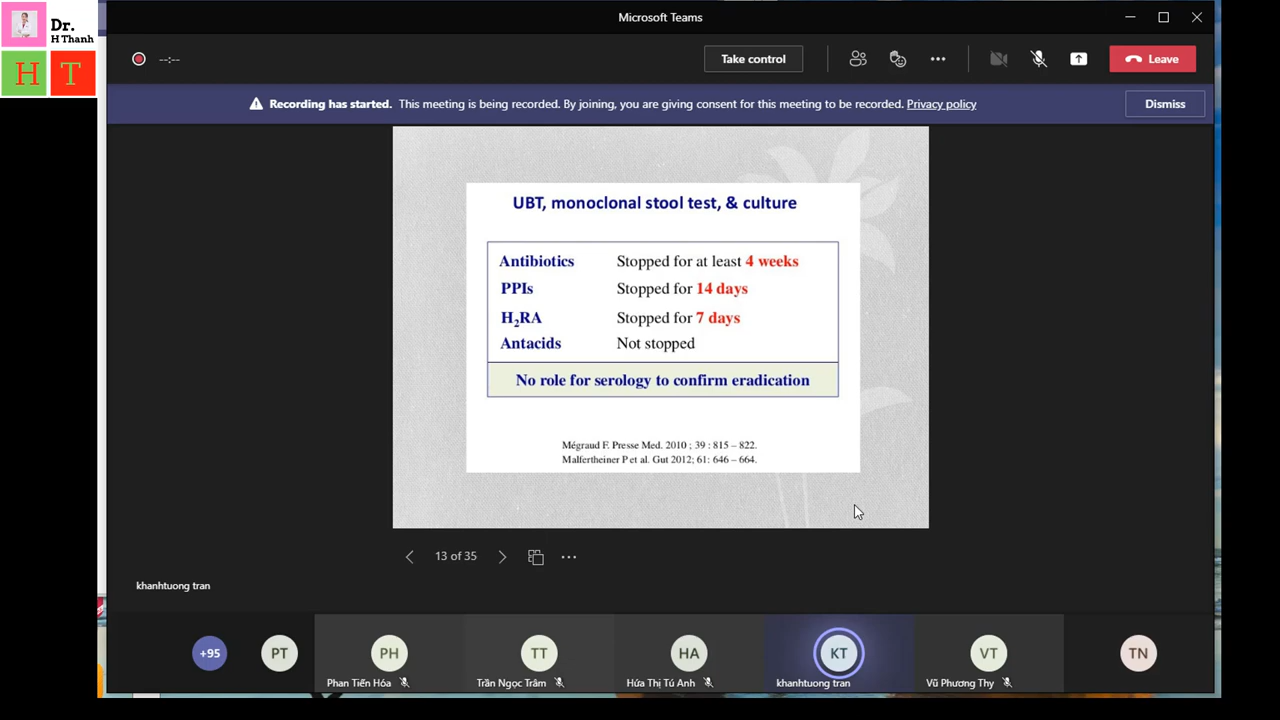 Dr.
H Thanh
H T
Microsoft Teams
--:--
Take control
Leave
Recording has started. This meeting is being recorded. By joining, you are giving consent for this meeting to be recorded. Privacy policy
Dismiss
UBT, monoclonal stool test, & culture
Antibiotics Stopped for at least 4 weeks
PPIs Stopped for 14 days
H₂RA Stopped for 7 days
Antacids Not stopped
No role for serology to confirm eradication
Mégraud F. Presse Med. 2010 ; 39 : 815 – 822.
Malfertheiner P et al. Gut 2012; 61: 646 – 664.
13 of 35
khanhtuong tran
+95 PT PH TT HA KT VT TN
Phan Tiến Hóa Trần Ngọc Trâm Hứa Thị Tú Anh khanhtuong tran Vũ Phương Thy